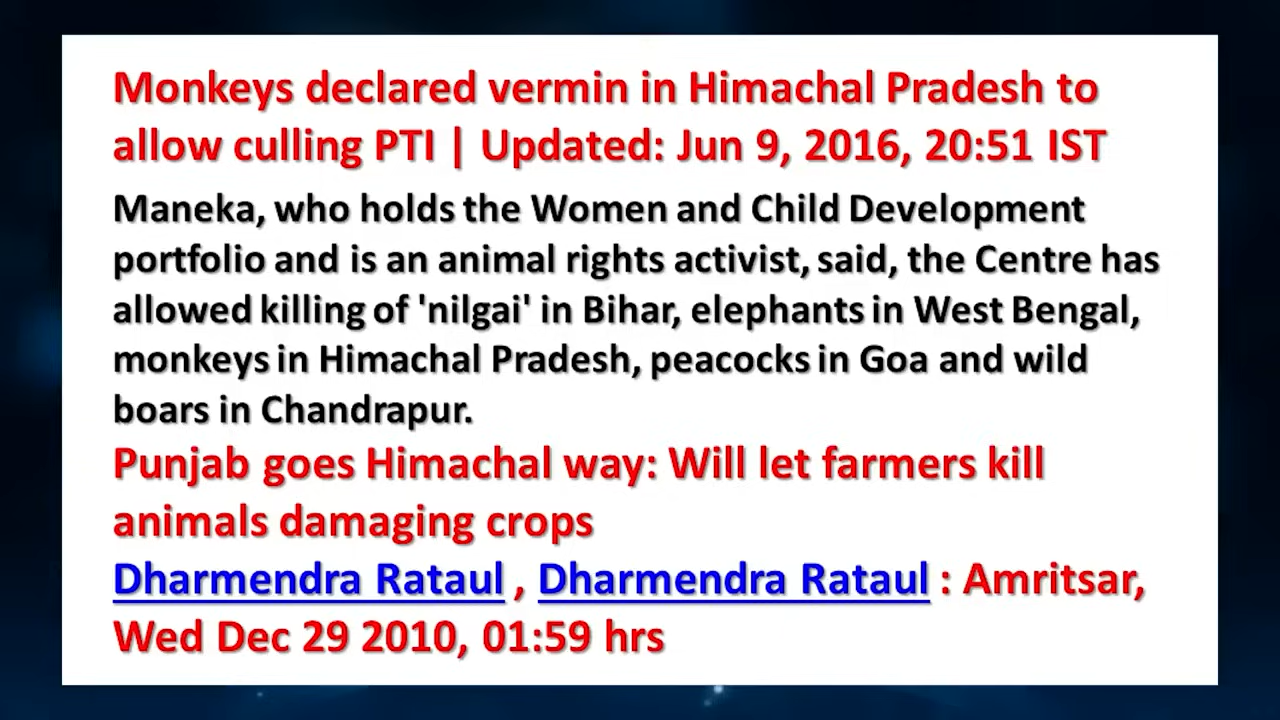 Monkeys declared vermin in Himachal Pradesh to
allow culling PTI | Updated: Jun 9, 2016, 20:51 IST
Maneka, who holds the Women and Child Development
portfolio and is an animal rights activist, said, the Centre has
allowed killing of 'nilgai' in Bihar, elephants in West Bengal,
monkeys in Himachal Pradesh, peacocks in Goa and wild
boars in Chandrapur.
Punjab goes Himachal way: Will let farmers kill
animals damaging crops
Dharmendra Rataul , Dharmendra Rataul : Amritsar,
Wed Dec 29 2010, 01:59 hrs